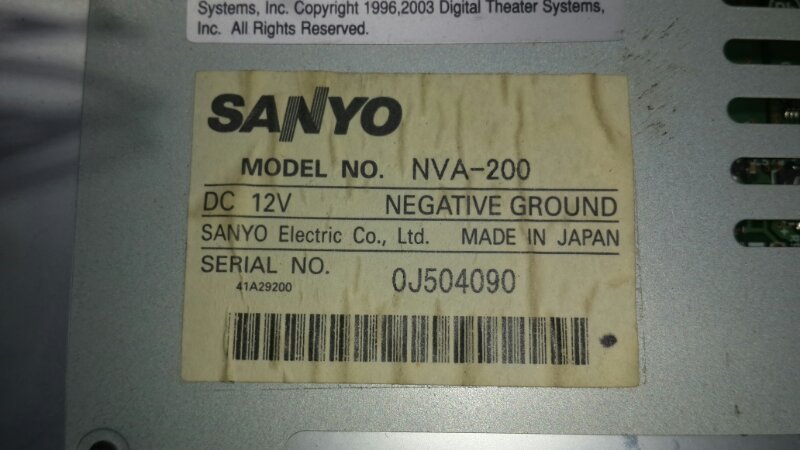 Systems, Inc. Copyright 1996,2003 Digital Theater Systems,
Inc. All Rights Reserved.
SANYO
MODEL NO. NVA-200
DC 12V NEGATIVE GROUND
SANYO Electric Co., Ltd. MADE IN JAPAN
SERIAL NO. 0J504090
41A29200